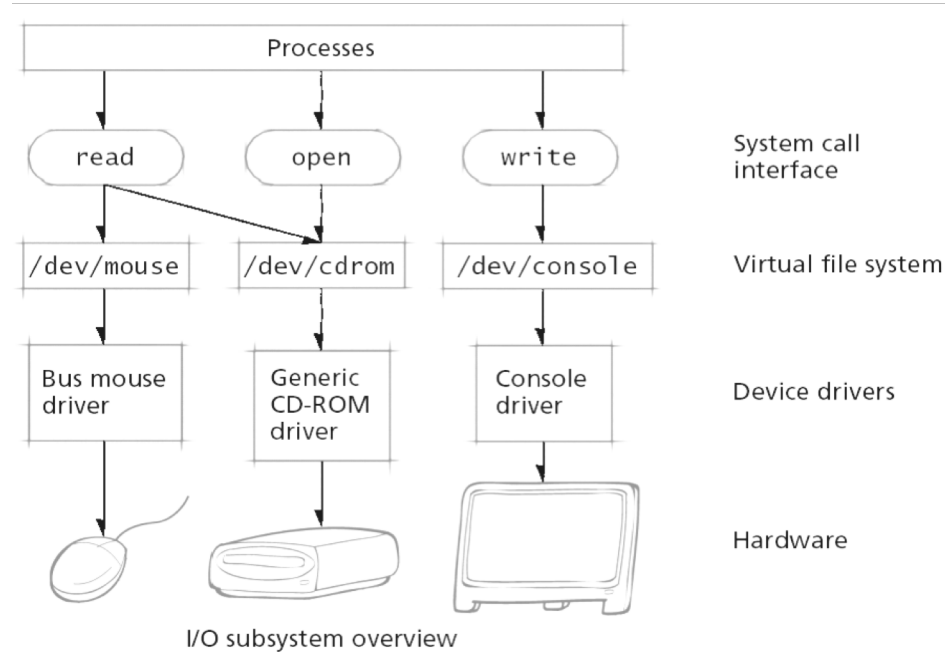 Processes
read
open
write
System call
interface
/dev/mouse
/dev/cdrom
/dev/console
Virtual file system
Bus mouse
driver
Generic
CD-ROM
driver
Console
driver
Device drivers
Hardware
I/O subsystem overview